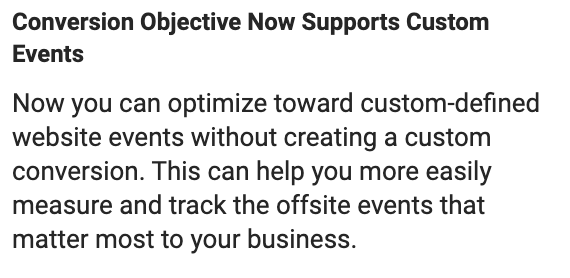 Conversion Objective Now Supports Custom
Events
Now you can optimize toward custom-defined
website events without creating a custom
conversion. This can help you more easily
measure and track the offsite events that
matter most to your business.